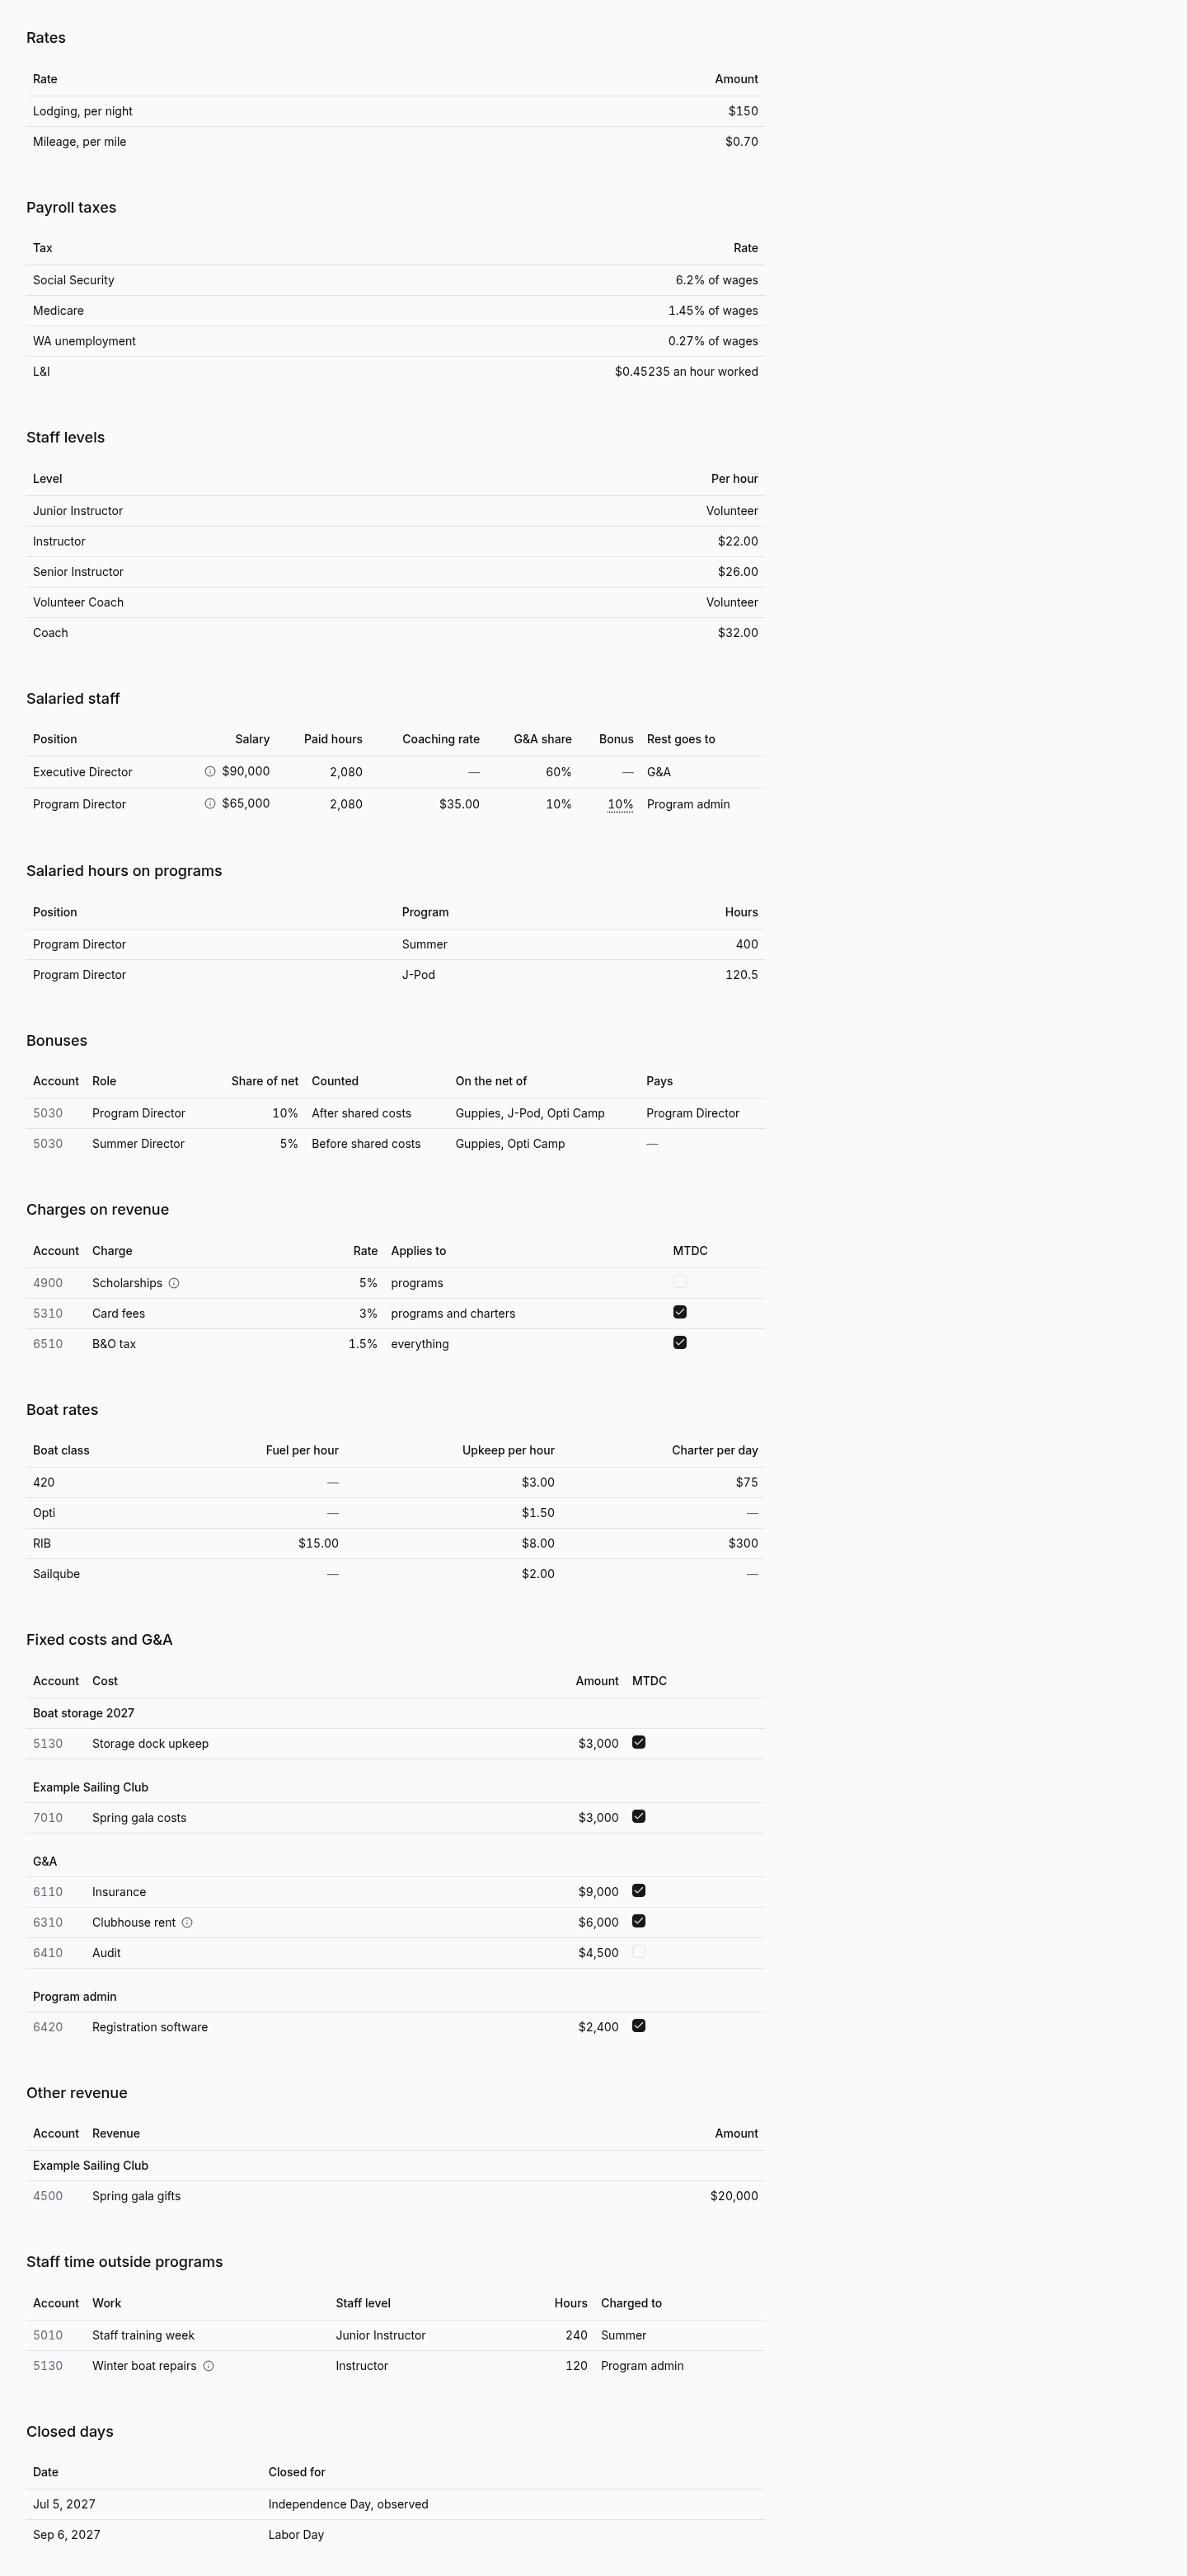 Rates
Rate Amount
Lodging, per night $150
Mileage, per mile $0.70
Payroll taxes
Tax Rate
Social Security 6.2% of wages
Medicare 1.45% of wages
WA unemployment 0.27% of wages
L&I $0.45235 an hour worked
Staff levels
Level Per hour
Junior Instructor Volunteer
Instructor $22.00
Senior Instructor $26.00
Volunteer Coach Volunteer
Coach $32.00
Salaried staff
Position Salary Paid hours Coaching rate G&A share Bonus Rest goes to
Executive Director $90,000 2,080 — 60% — G&A
Program Director $65,000 2,080 $35.00 10% 10% Program admin
Salaried hours on programs
Position Program Hours
Program Director Summer 400
Program Director J-Pod 120.5
Bonuses
Account Role Share of net Counted On the net of Pays
5030 Program Director 10% After shared costs Guppies, J-Pod, Opti Camp Program Director
5030 Summer Director 5% Before shared costs Guppies, Opti Camp —
Charges on revenue
Account Charge Rate Applies to MTDC
4900 Scholarships 5% programs
5310 Card fees 3% programs and charters
6510 B&O tax 1.5% everything
Boat rates
Boat class Fuel per hour Upkeep per hour Charter per day
420 — $3.00 $75
Opti — $1.50 —
RIB $15.00 $8.00 $300
Sailqube — $2.00 —
Fixed costs and G&A
Account Cost Amount MTDC
Boat storage 2027
5130 Storage dock upkeep $3,000
Example Sailing Club
7010 Spring gala costs $3,000
G&A
6110 Insurance $9,000
6310 Clubhouse rent $6,000
6410 Audit $4,500
Program admin
6420 Registration software $2,400
Other revenue
Account Revenue Amount
Example Sailing Club
4500 Spring gala gifts $20,000
Staff time outside programs
Account Work Staff level Hours Charged to
5010 Staff training week Junior Instructor 240 Summer
5130 Winter boat repairs Instructor 120 Program admin
Closed days
Date Closed for
Jul 5, 2027 Independence Day, observed
Sep 6, 2027 Labor Day